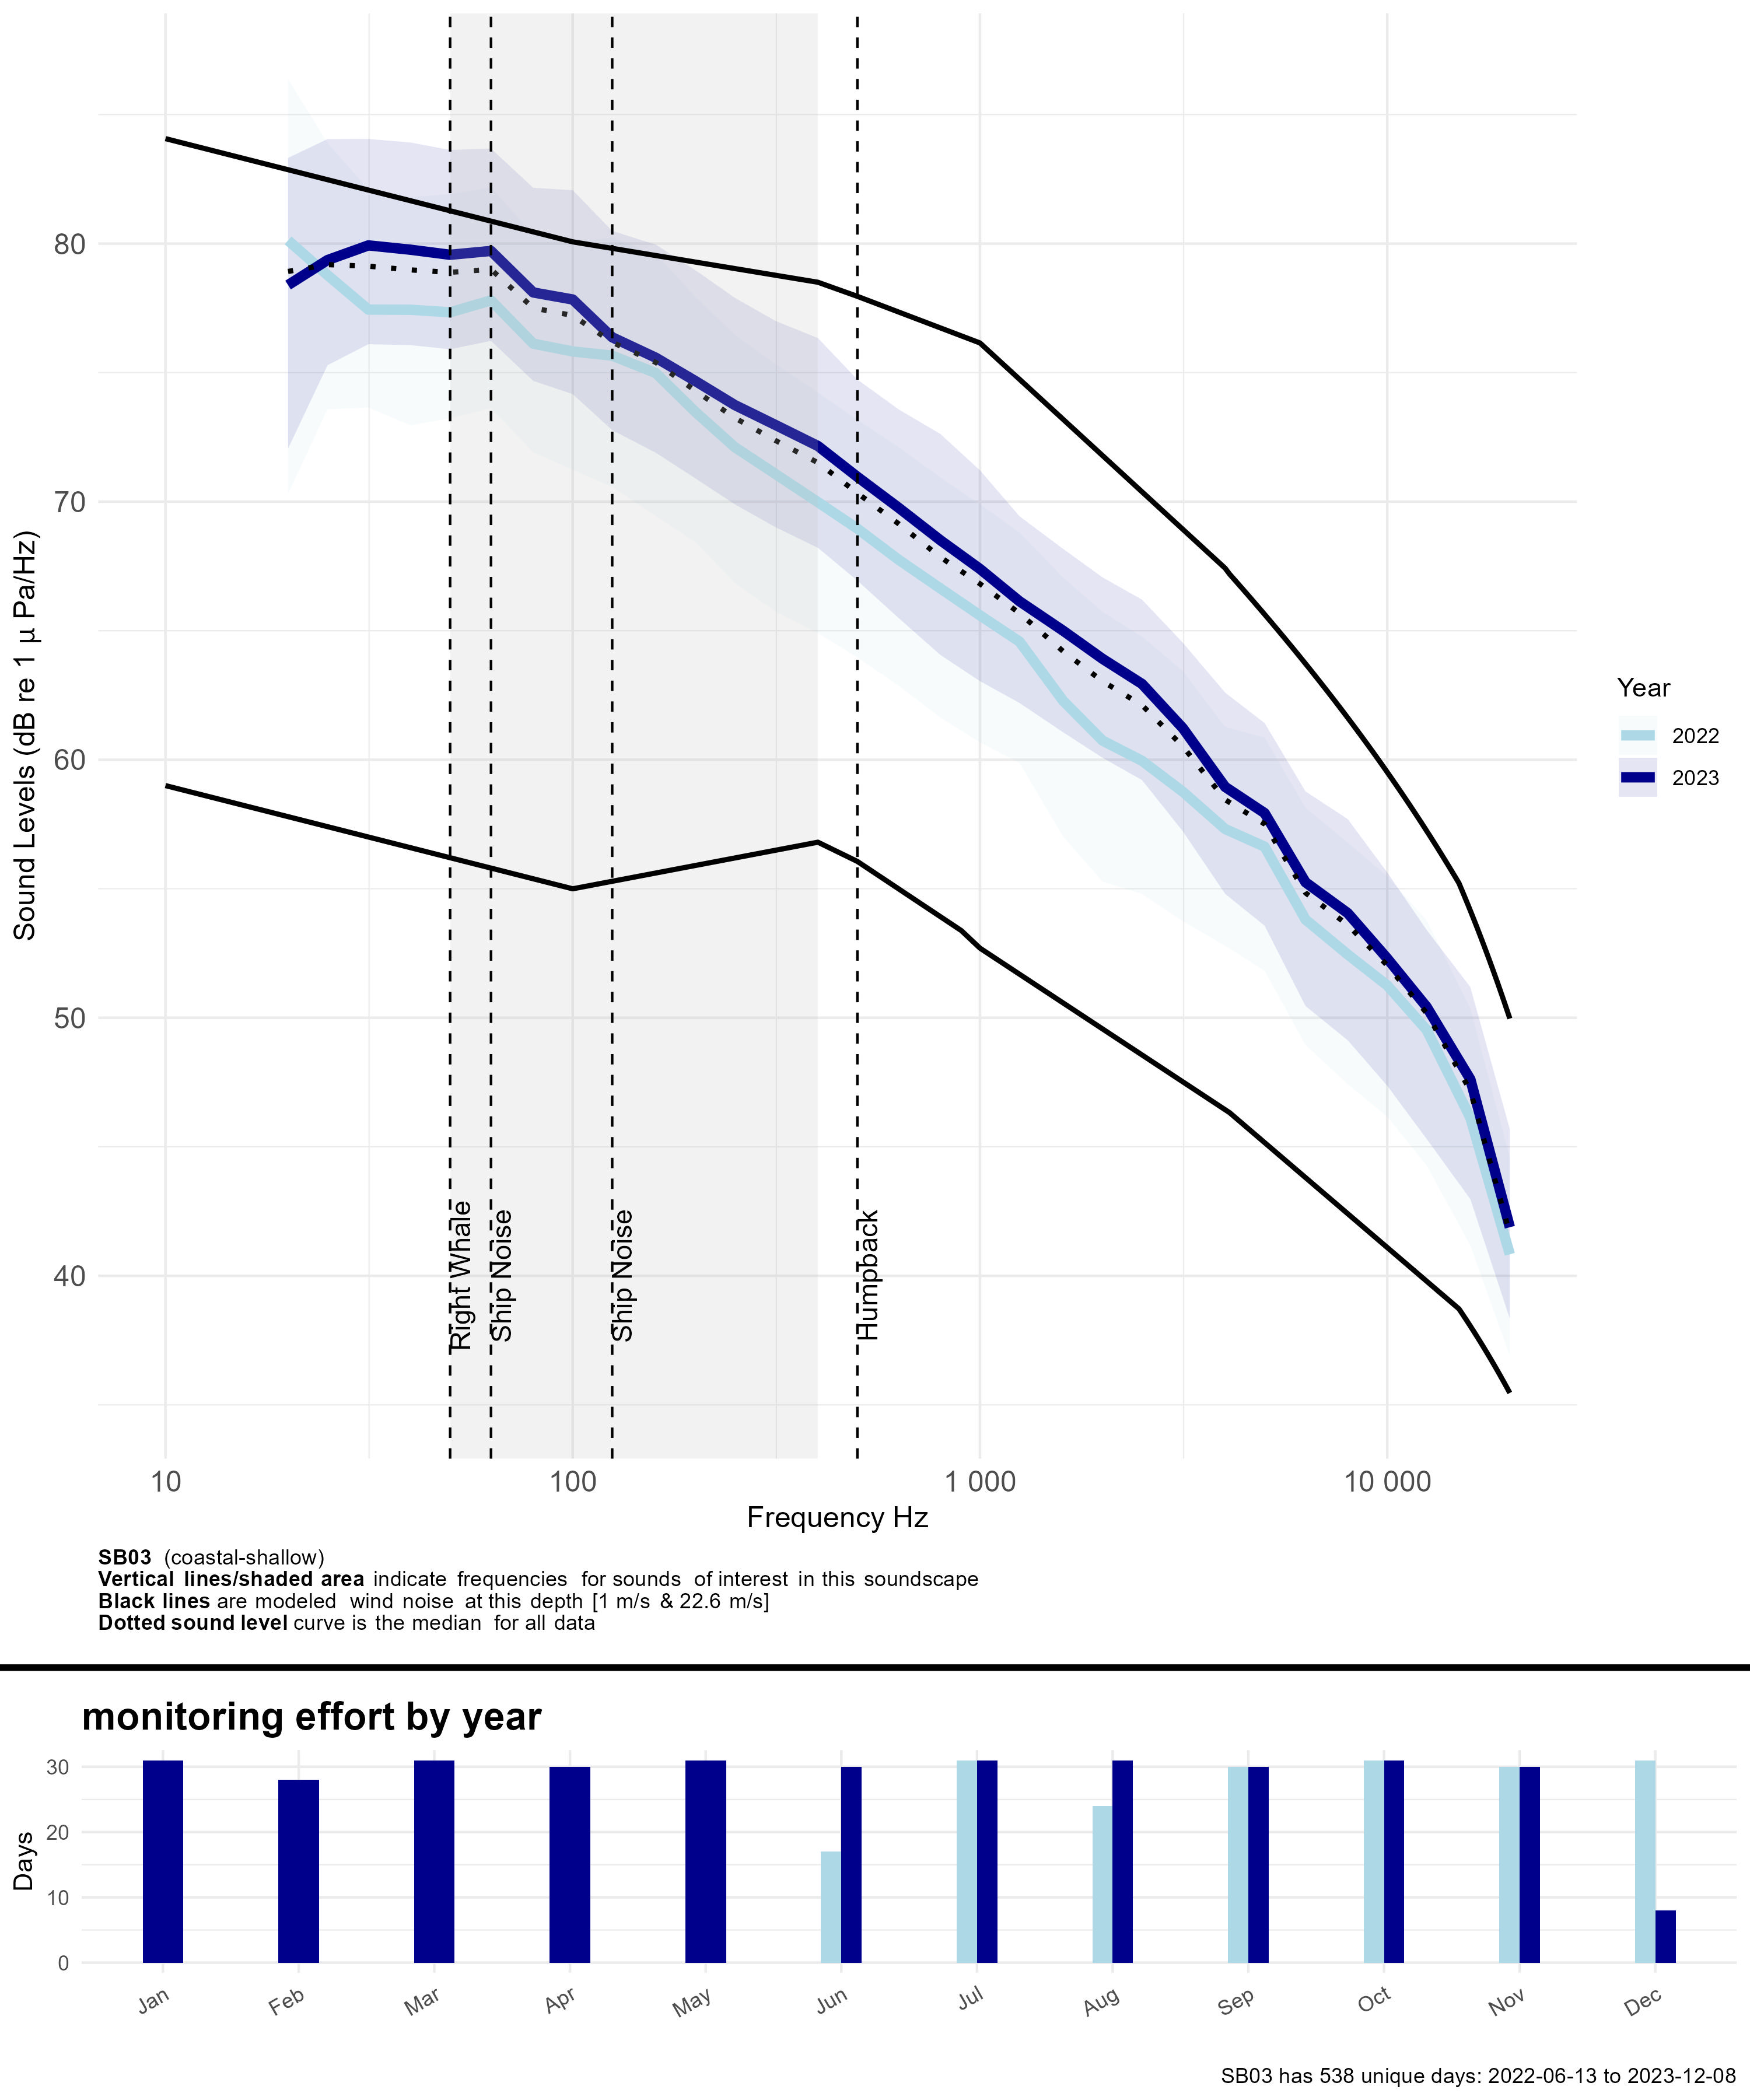 80
70
60
50
40
Sound Levels (dB re 1 µ Pa/Hz)
Right Whale
Ship Noise
Ship Noise
Humpback
Year
2022
2023
10
100
1 000
10 000
Frequency Hz
SB03 (coastal-shallow)
Vertical lines/shaded area indicate frequencies for sounds of interest in this soundscape
Black lines are modeled wind noise at this depth [1 m/s & 22.6 m/s]
Dotted sound level curve is the median for all data
monitoring effort by year
30
20
10
0
Days
Jan
Feb
Mar
Apr
May
Jun
Jul
Aug
Sep
Oct
Nov
Dec
SB03 has 538 unique days: 2022-06-13 to 2023-12-08